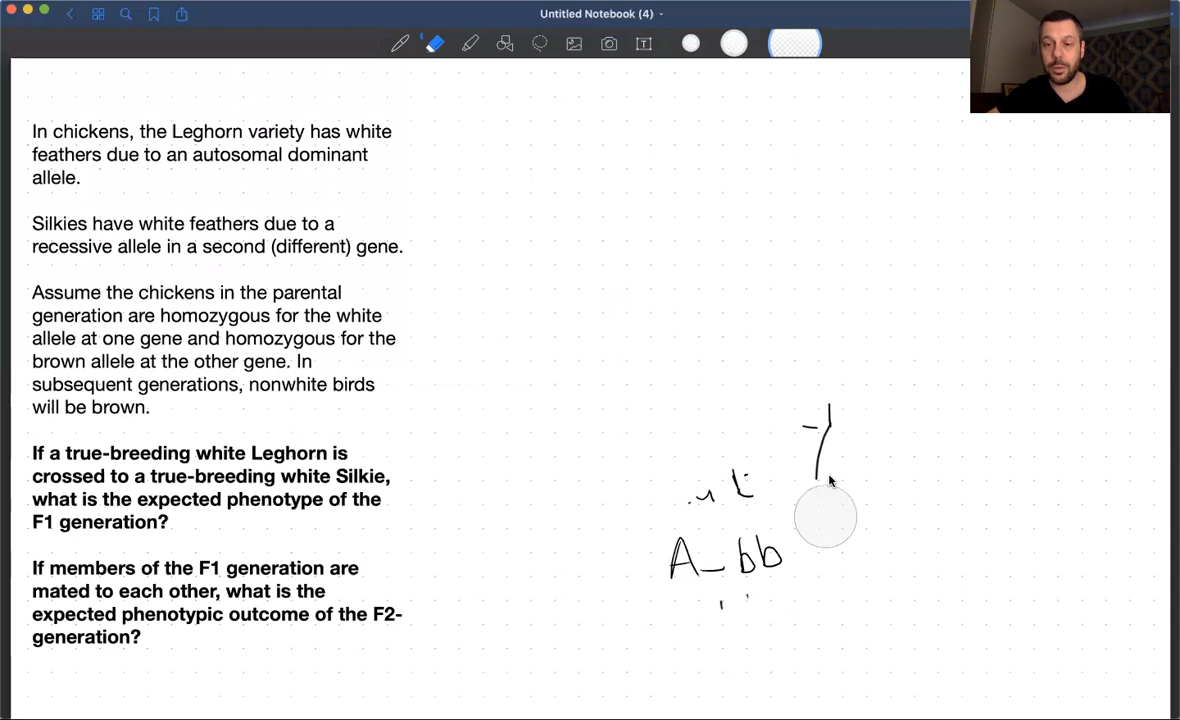 Untitled Notebook (4)
In chickens, the Leghorn variety has white
feathers due to an autosomal dominant
allele.
Silkies have white feathers due to a
recessive allele in a second (different) gene.
Assume the chickens in the parental
generation are homozygous for the white
allele at one gene and homozygous for the
brown allele at the other gene. In
subsequent generations, nonwhite birds
will be brown.
If a true-breeding white Leghorn is
crossed to a true-breeding white Silkie,
what is the expected phenotype of the
F1 generation?
If members of the F1 generation are
mated to each other, what is the
expected phenotypic outcome of the F2-
generation?
A_bb